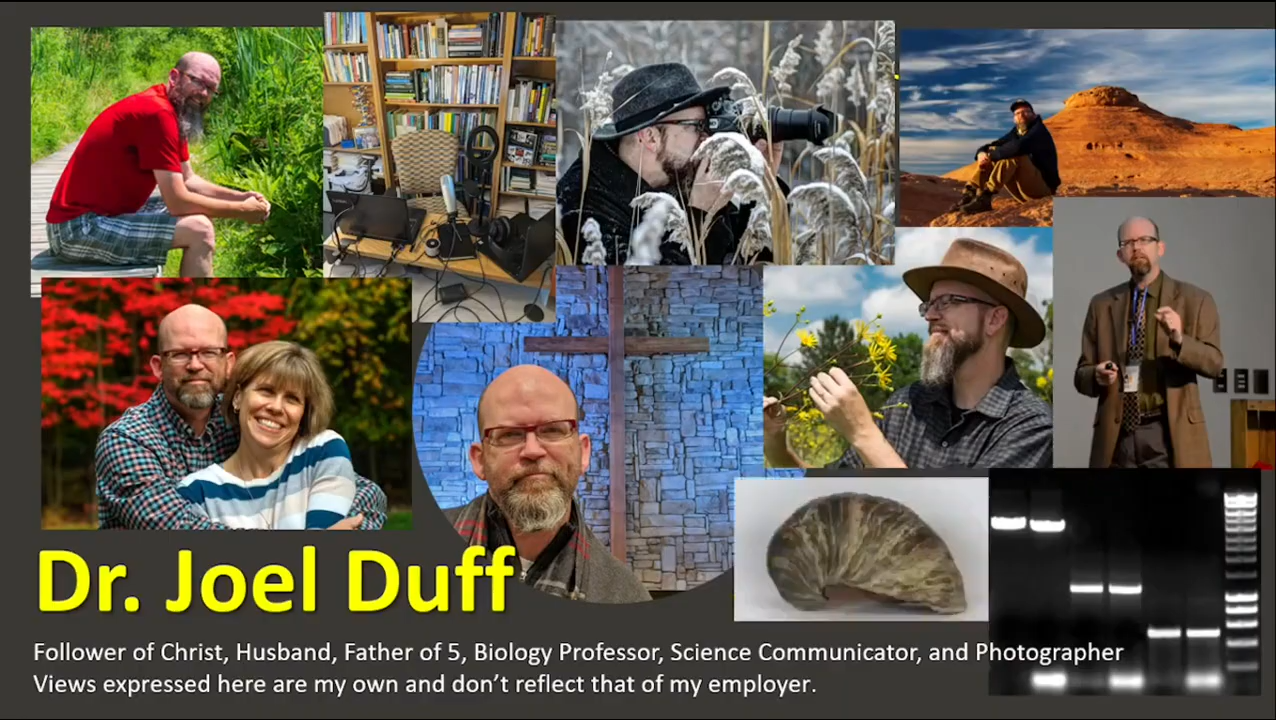 Dr. Joel Duff
Follower of Christ, Husband, Father of 5, Biology Professor, Science Communicator, and Photographer
Views expressed here are my own and don’t reflect that of my employer.